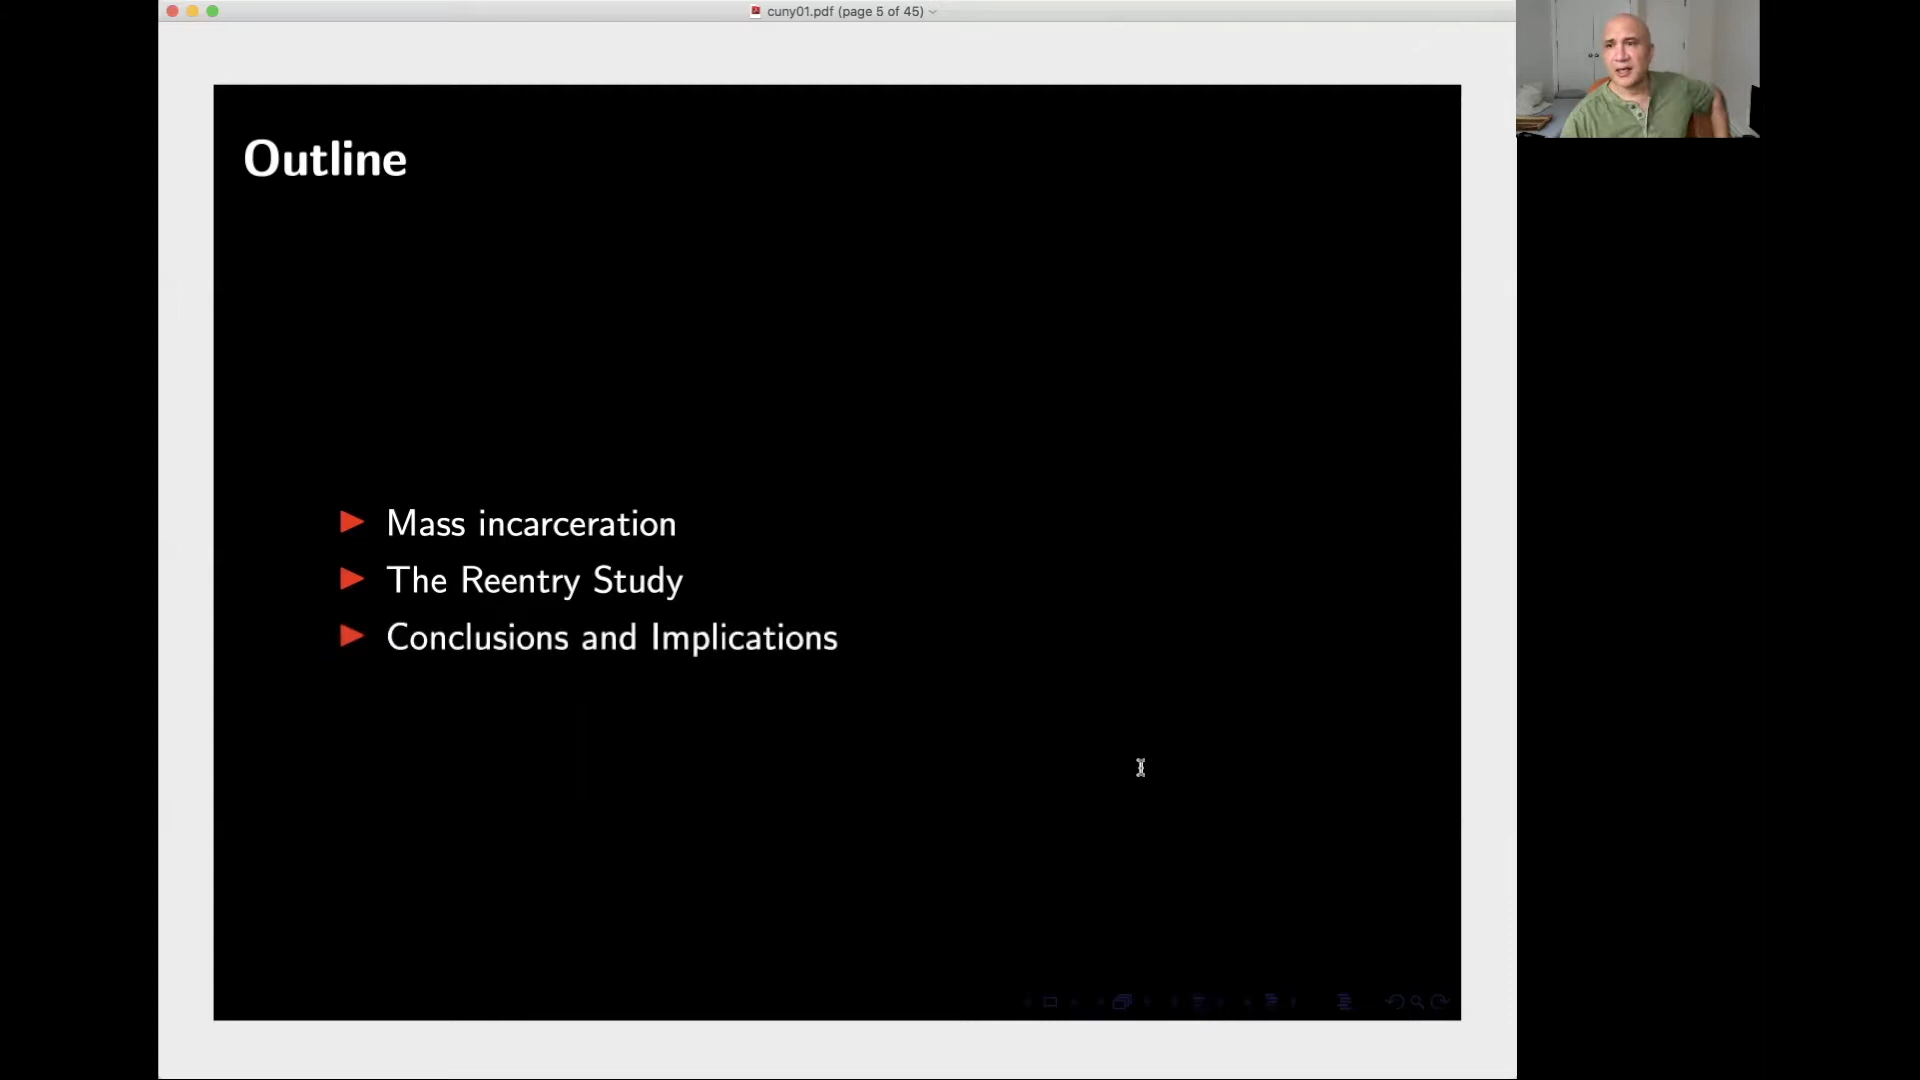 cuny01.pdf (page 5 of 45)
Outline
Mass incarceration
The Reentry Study
Conclusions and Implications